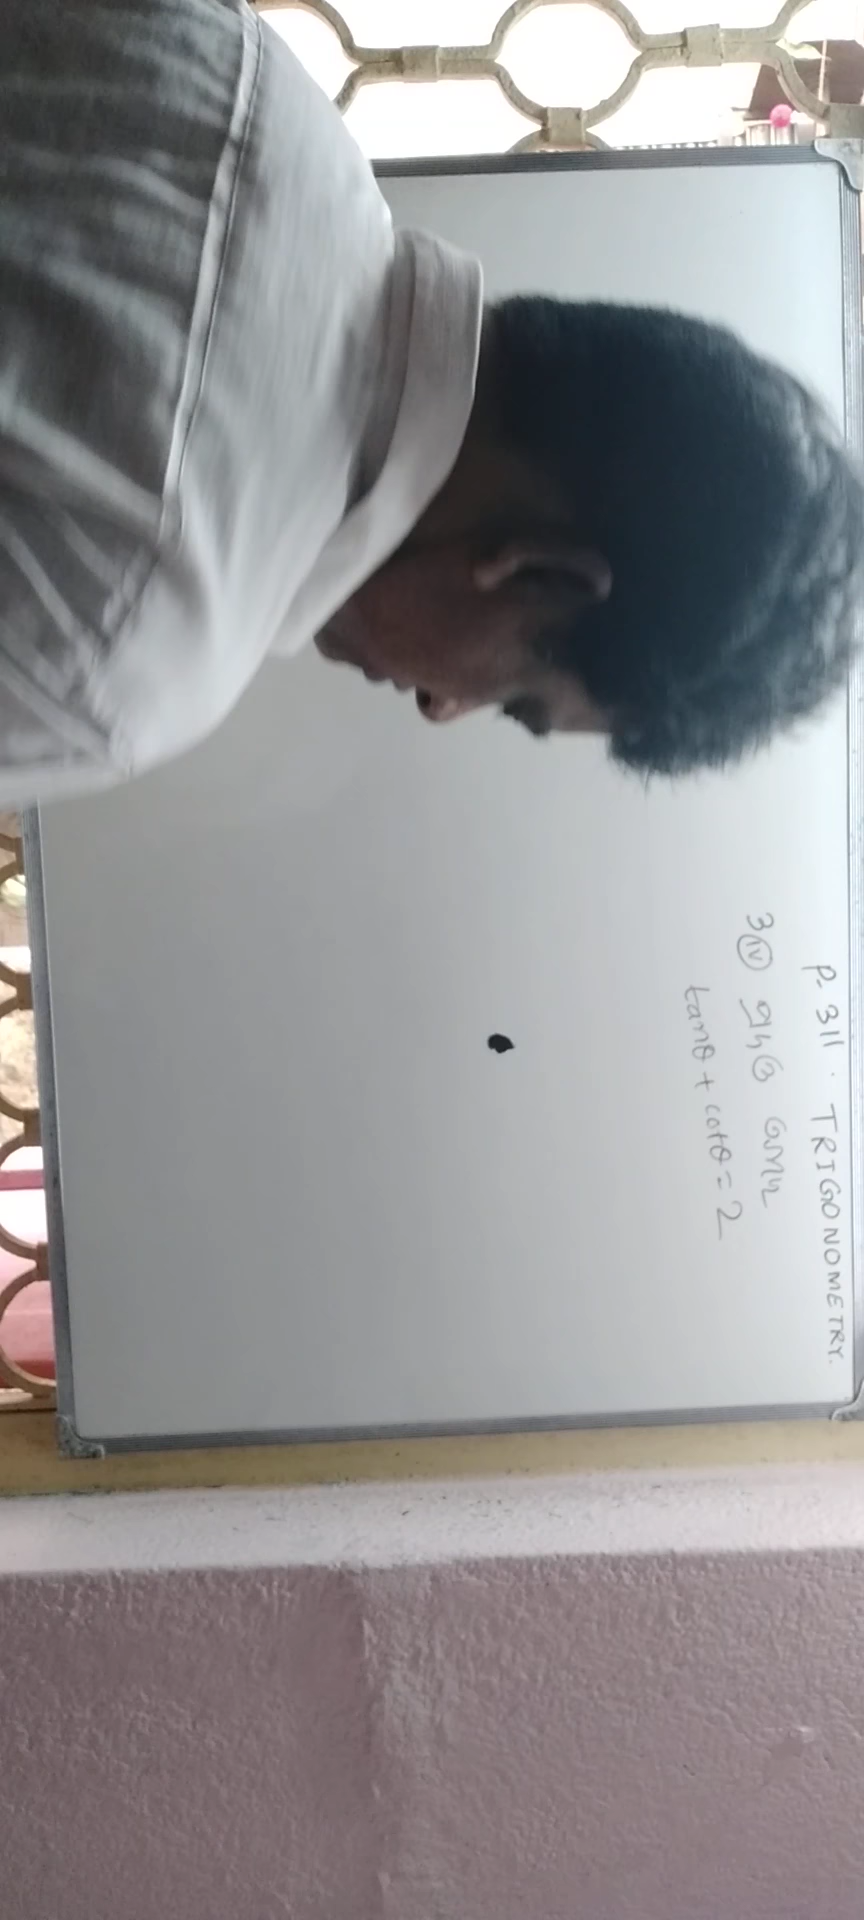 P- 311 . TRIGONOMETRY.
3 (iv)
tanθ + cotθ = 2